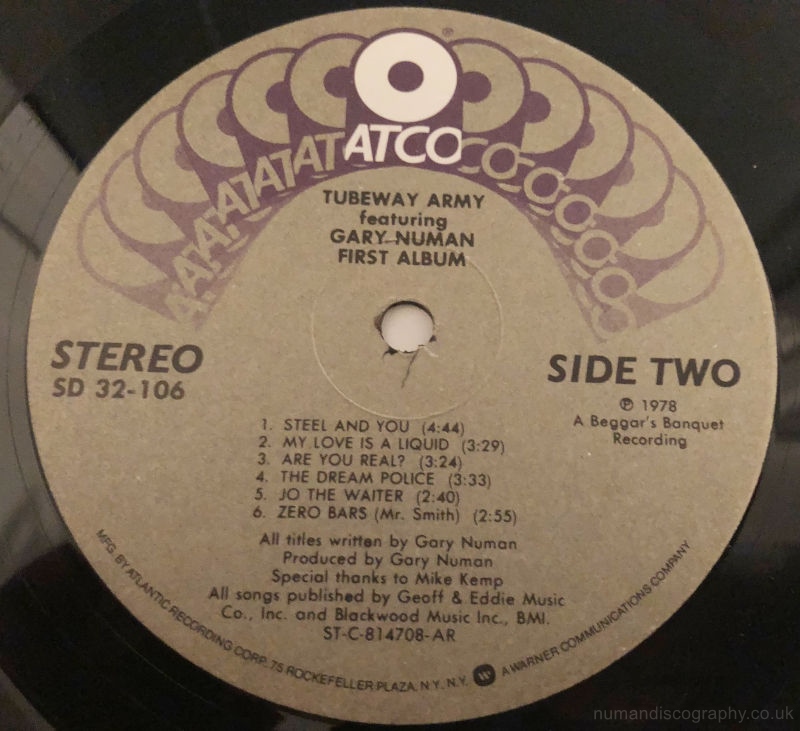 ATCO
TUBEWAY ARMY
featuring
GARY NUMAN
FIRST ALBUM
STEREO
SD 32-106
SIDE TWO
℗ 1978
A Beggar's Banquet
Recording
1. STEEL AND YOU (4:44)
2. MY LOVE IS A LIQUID (3:29)
3. ARE YOU REAL? (3:24)
4. THE DREAM POLICE (3:33)
5. JO THE WAITER (2:40)
6. ZERO BARS (Mr. Smith) (2:55)
All titles written by Gary Numan
Produced by Gary Numan
Special thanks to Mike Kemp
All songs published by Geoff & Eddie Music
Co., Inc. and Blackwood Music Inc., BMI.
ST-C-814708-AR
MFG. BY ATLANTIC RECORDING CORP. 75 ROCKEFELLER PLAZA, N.Y., N.Y. A WARNER COMMUNICATIONS COMPANY
numandiscography.co.uk